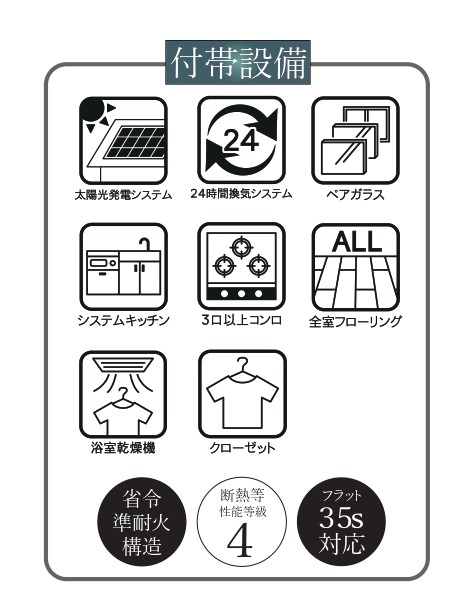 付帯設備
24
太陽光発電システム
24時間換気システム
ペアガラス
ALL
システムキッチン
3口以上コンロ
全室フローリング
浴室乾燥機
クローゼット
省令
準耐火
構造
断熱等
性能等級
4
フラット
35s
対応